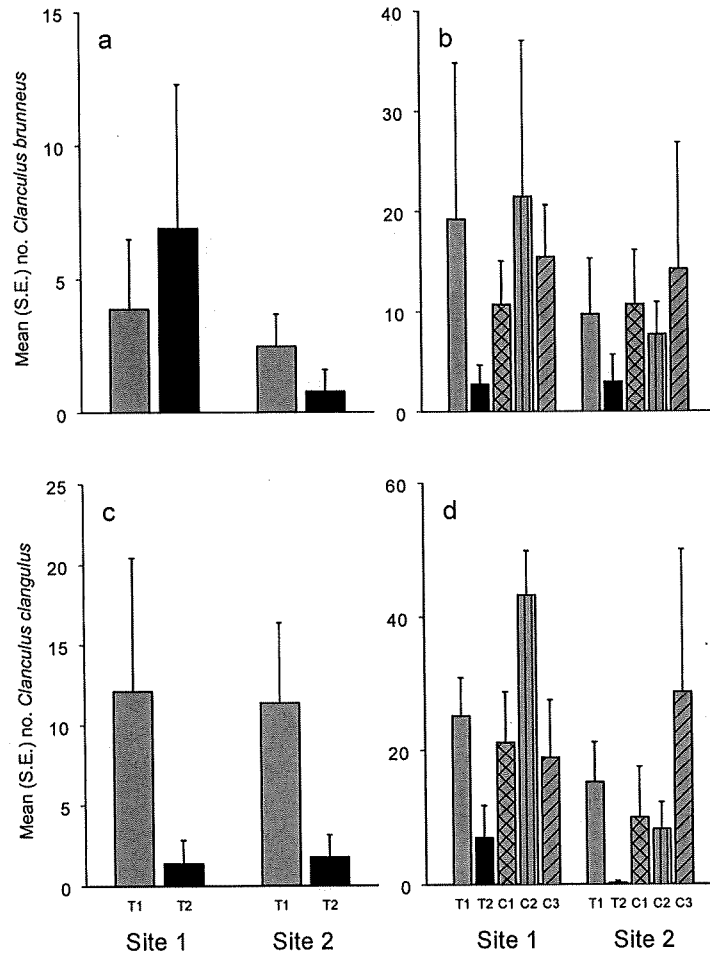 Mean (S.E.) no. Clanculus brunneus
15
10
5
0
a
40
30
20
10
0
b
Mean (S.E.) no. Clanculus clangulus
25
20
15
10
5
0
c
T1 T2 T1 T2
Site 1 Site 2
60
40
20
0
d
T1 T2 C1 C2 C3 T1 T2 C1 C2 C3
Site 1 Site 2